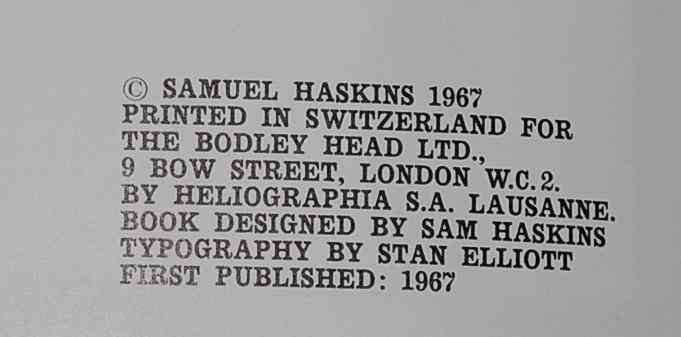 © SAMUEL HASKINS 1967
PRINTED IN SWITZERLAND FOR
THE BODLEY HEAD LTD.,
9 BOW STREET, LONDON W.C.2.
BY HELIOGRAPHIA S.A. LAUSANNE.
BOOK DESIGNED BY SAM HASKINS
TYPOGRAPHY BY STAN ELLIOTT
FIRST PUBLISHED: 1967